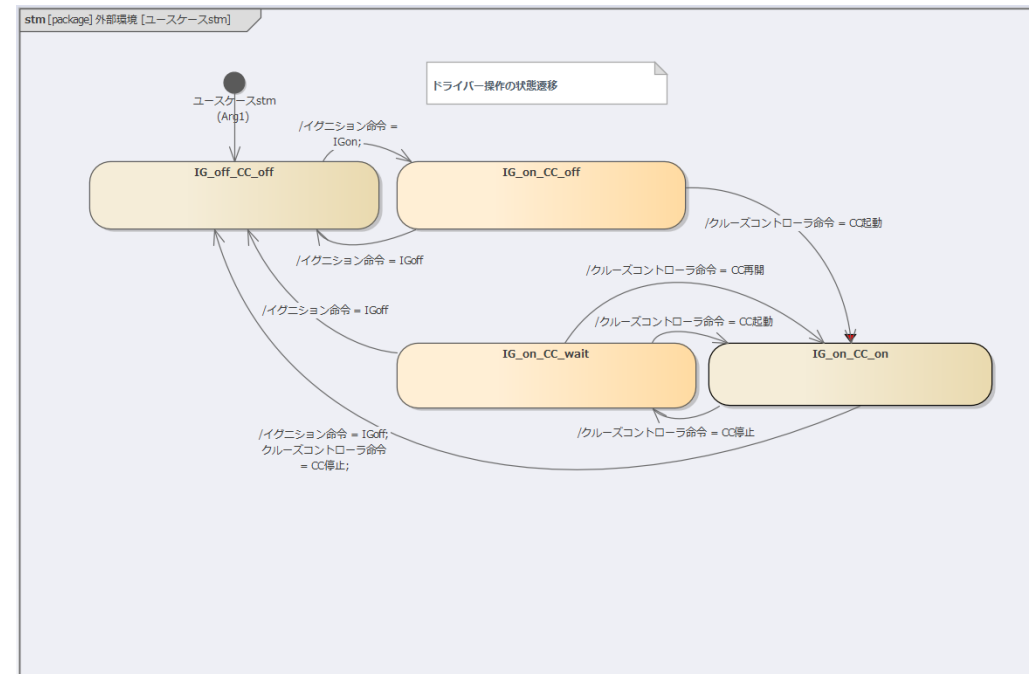 stm [package] 外部環境 [ユースケースstm]
ドライバー操作の状態遷移
ユースケースstm
(Arg1)
/イグニション命令 =
IGon;
IG_off_CC_off
IG_on_CC_off
/クルーズコントローラ命令 = CC起動
/イグニション命令 = IGoff
/クルーズコントローラ命令 = CC再開
/イグニション命令 = IGoff
/クルーズコントローラ命令 = CC起動
IG_on_CC_wait
IG_on_CC_on
/クルーズコントローラ命令 = CC停止
/イグニション命令 = IGoff;
クルーズコントローラ命令
= CC停止;